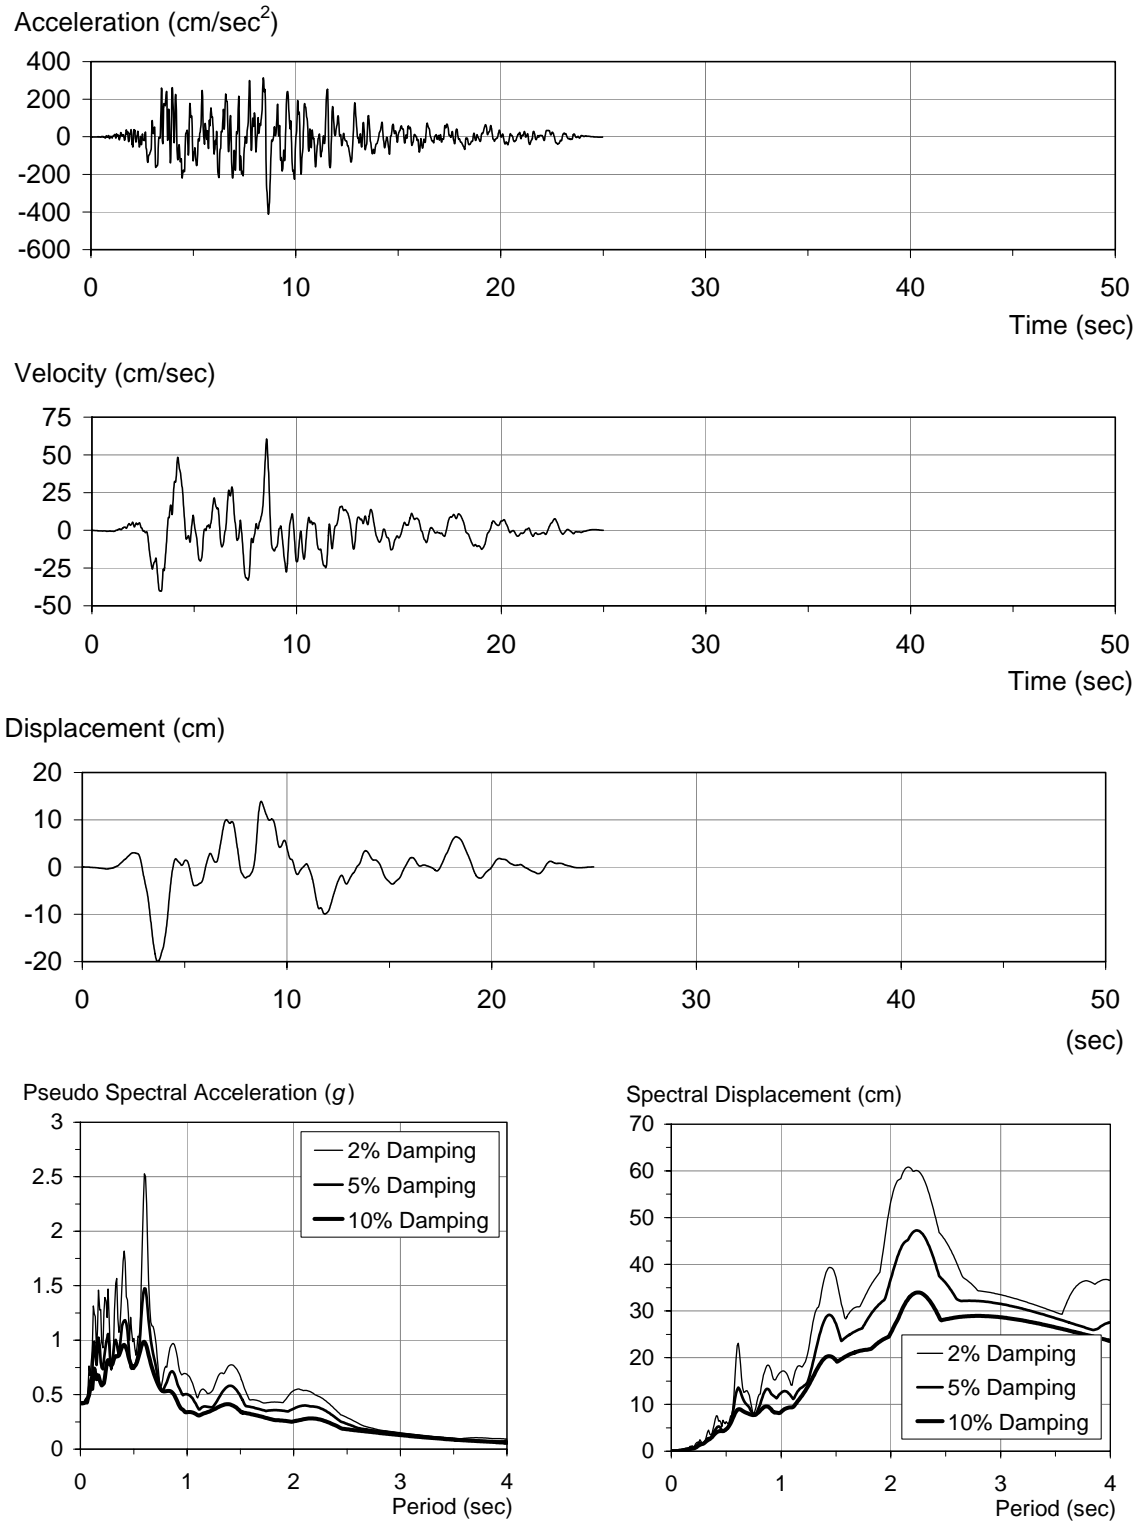 Acceleration (cm/sec²)
400
200
0
-200
-400
-600
0 10 20 30 40 50
Time (sec)
Velocity (cm/sec)
75
50
25
0
-25
-50
0 10 20 30 40 50
Time (sec)
Displacement (cm)
20
10
0
-10
-20
0 10 20 30 40 50
(sec)
Pseudo Spectral Acceleration (g)
3
2.5
2
1.5
1
0.5
0
2% Damping
5% Damping
10% Damping
0 1 2 3 4
Period (sec)
Spectral Displacement (cm)
70
60
50
40
30
20
10
0
2% Damping
5% Damping
10% Damping
0 1 2 3 4
Period (sec)